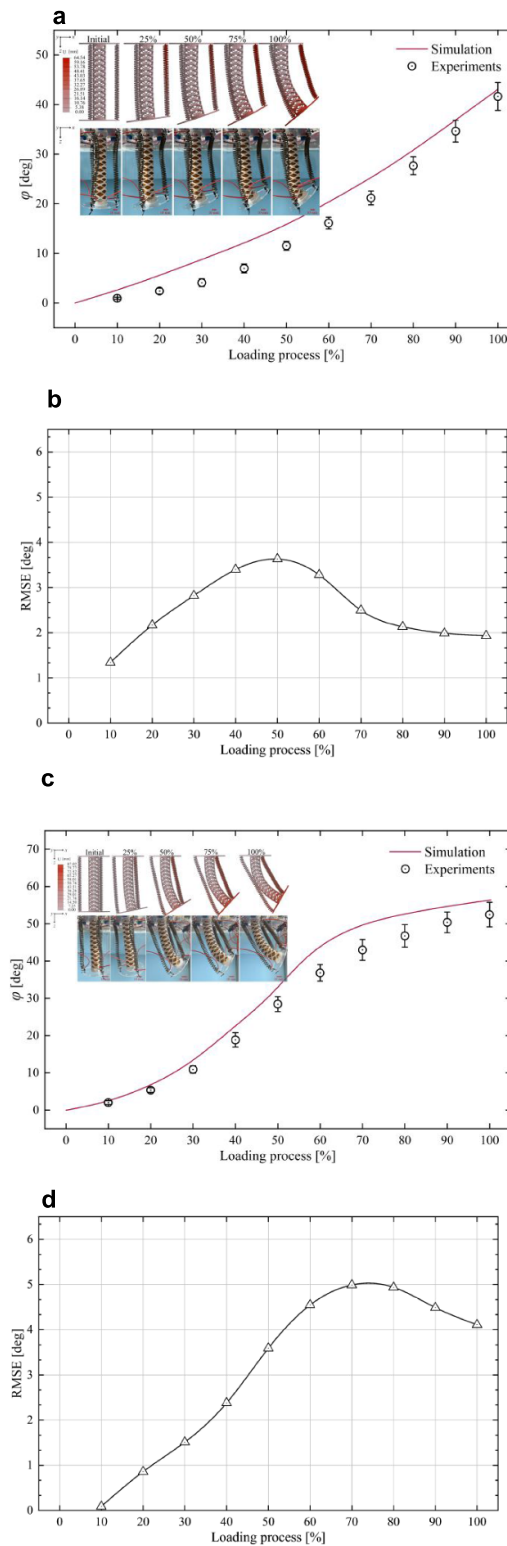 a
Initial 25% 50% 75% 100%
Simulation
Experiments
50
40
30
20
10
0
φ [deg]
0 10 20 30 40 50 60 70 80 90 100
Loading process [%]
b
6
5
4
3
2
1
0
RMSE [deg]
0 10 20 30 40 50 60 70 80 90 100
Loading process [%]
c
Initial 25% 50% 75% 100%
Simulation
Experiments
70
60
50
40
30
20
10
0
φ [deg]
0 10 20 30 40 50 60 70 80 90 100
Loading process [%]
d
6
5
4
3
2
1
0
RMSE [deg]
0 10 20 30 40 50 60 70 80 90 100
Loading process [%]